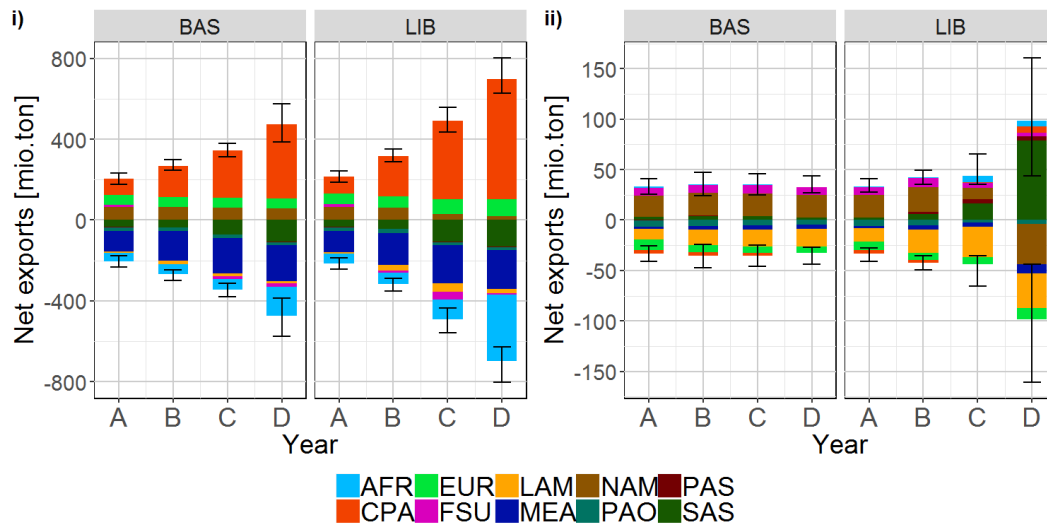 i)
BAS LIB
Net exports [mio.ton]
800
400
0
-400
-800
A B C D A B C D
Year
ii)
BAS LIB
Net exports [mio.ton]
150
100
50
0
-50
-100
-150
A B C D A B C D
Year
AFR EUR LAM NAM PAS
CPA FSU MEA PAO SAS